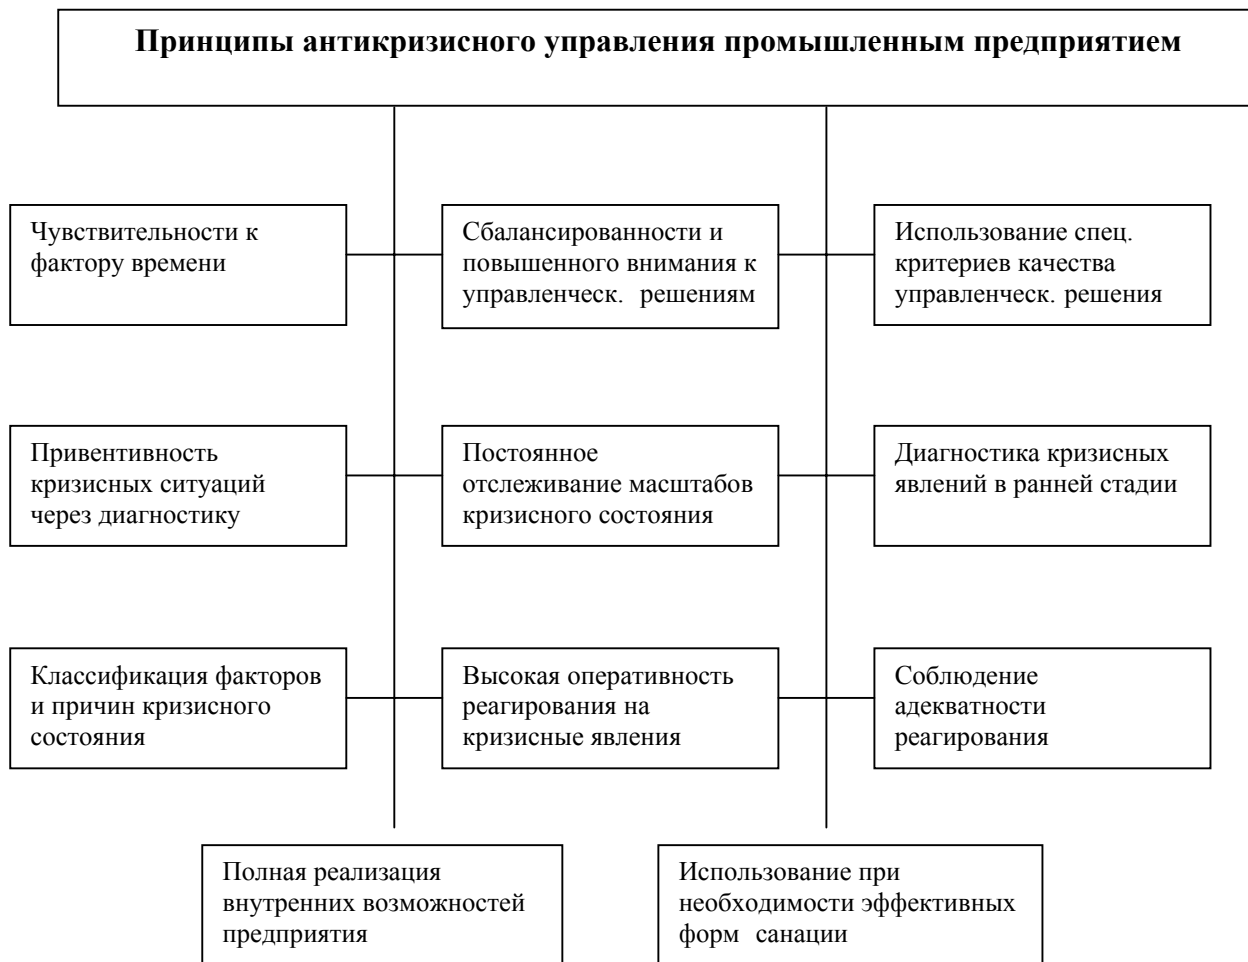 Принципы антикризисного управления промышленным предприятием
Чувствительности к
фактору времени
Сбалансированности и
повышенного внимания к
управленческ. решениям
Использование спец.
критериев качества
управленческ. решения
Привентивность
кризисных ситуаций
через диагностику
Постоянное
отслеживание масштабов
кризисного состояния
Диагностика кризисных
явлений в ранней стадии
Классификация факторов
и причин кризисного
состояния
Высокая оперативность
реагирования на
кризисные явления
Соблюдение
адекватности
реагирования
Полная реализация
внутренних возможностей
предприятия
Использование при
необходимости эффективных
форм санации